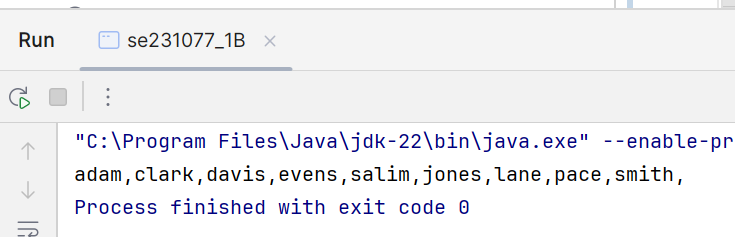 Run se231077_1B
"C:\Program Files\Java\jdk-22\bin\java.exe" --enable-pr
adam,clark,davis,evens,salim,jones,lane,pace,smith,
Process finished with exit code 0